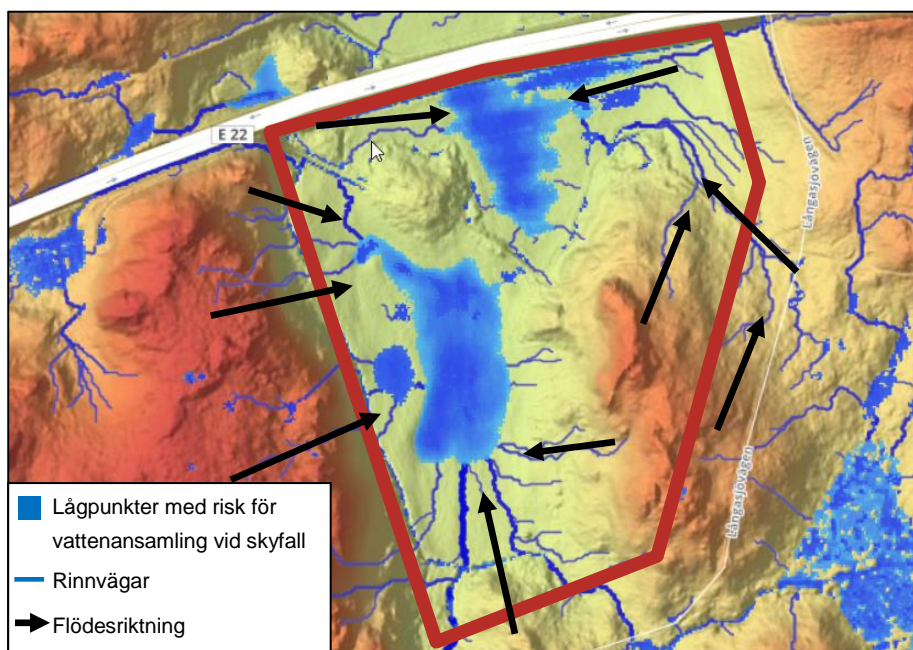 E 22
Långasjövägen
Långasjövägen
Lågpunkter med risk för
vattenansamling vid skyfall
Rinnvägar
Flödesriktning